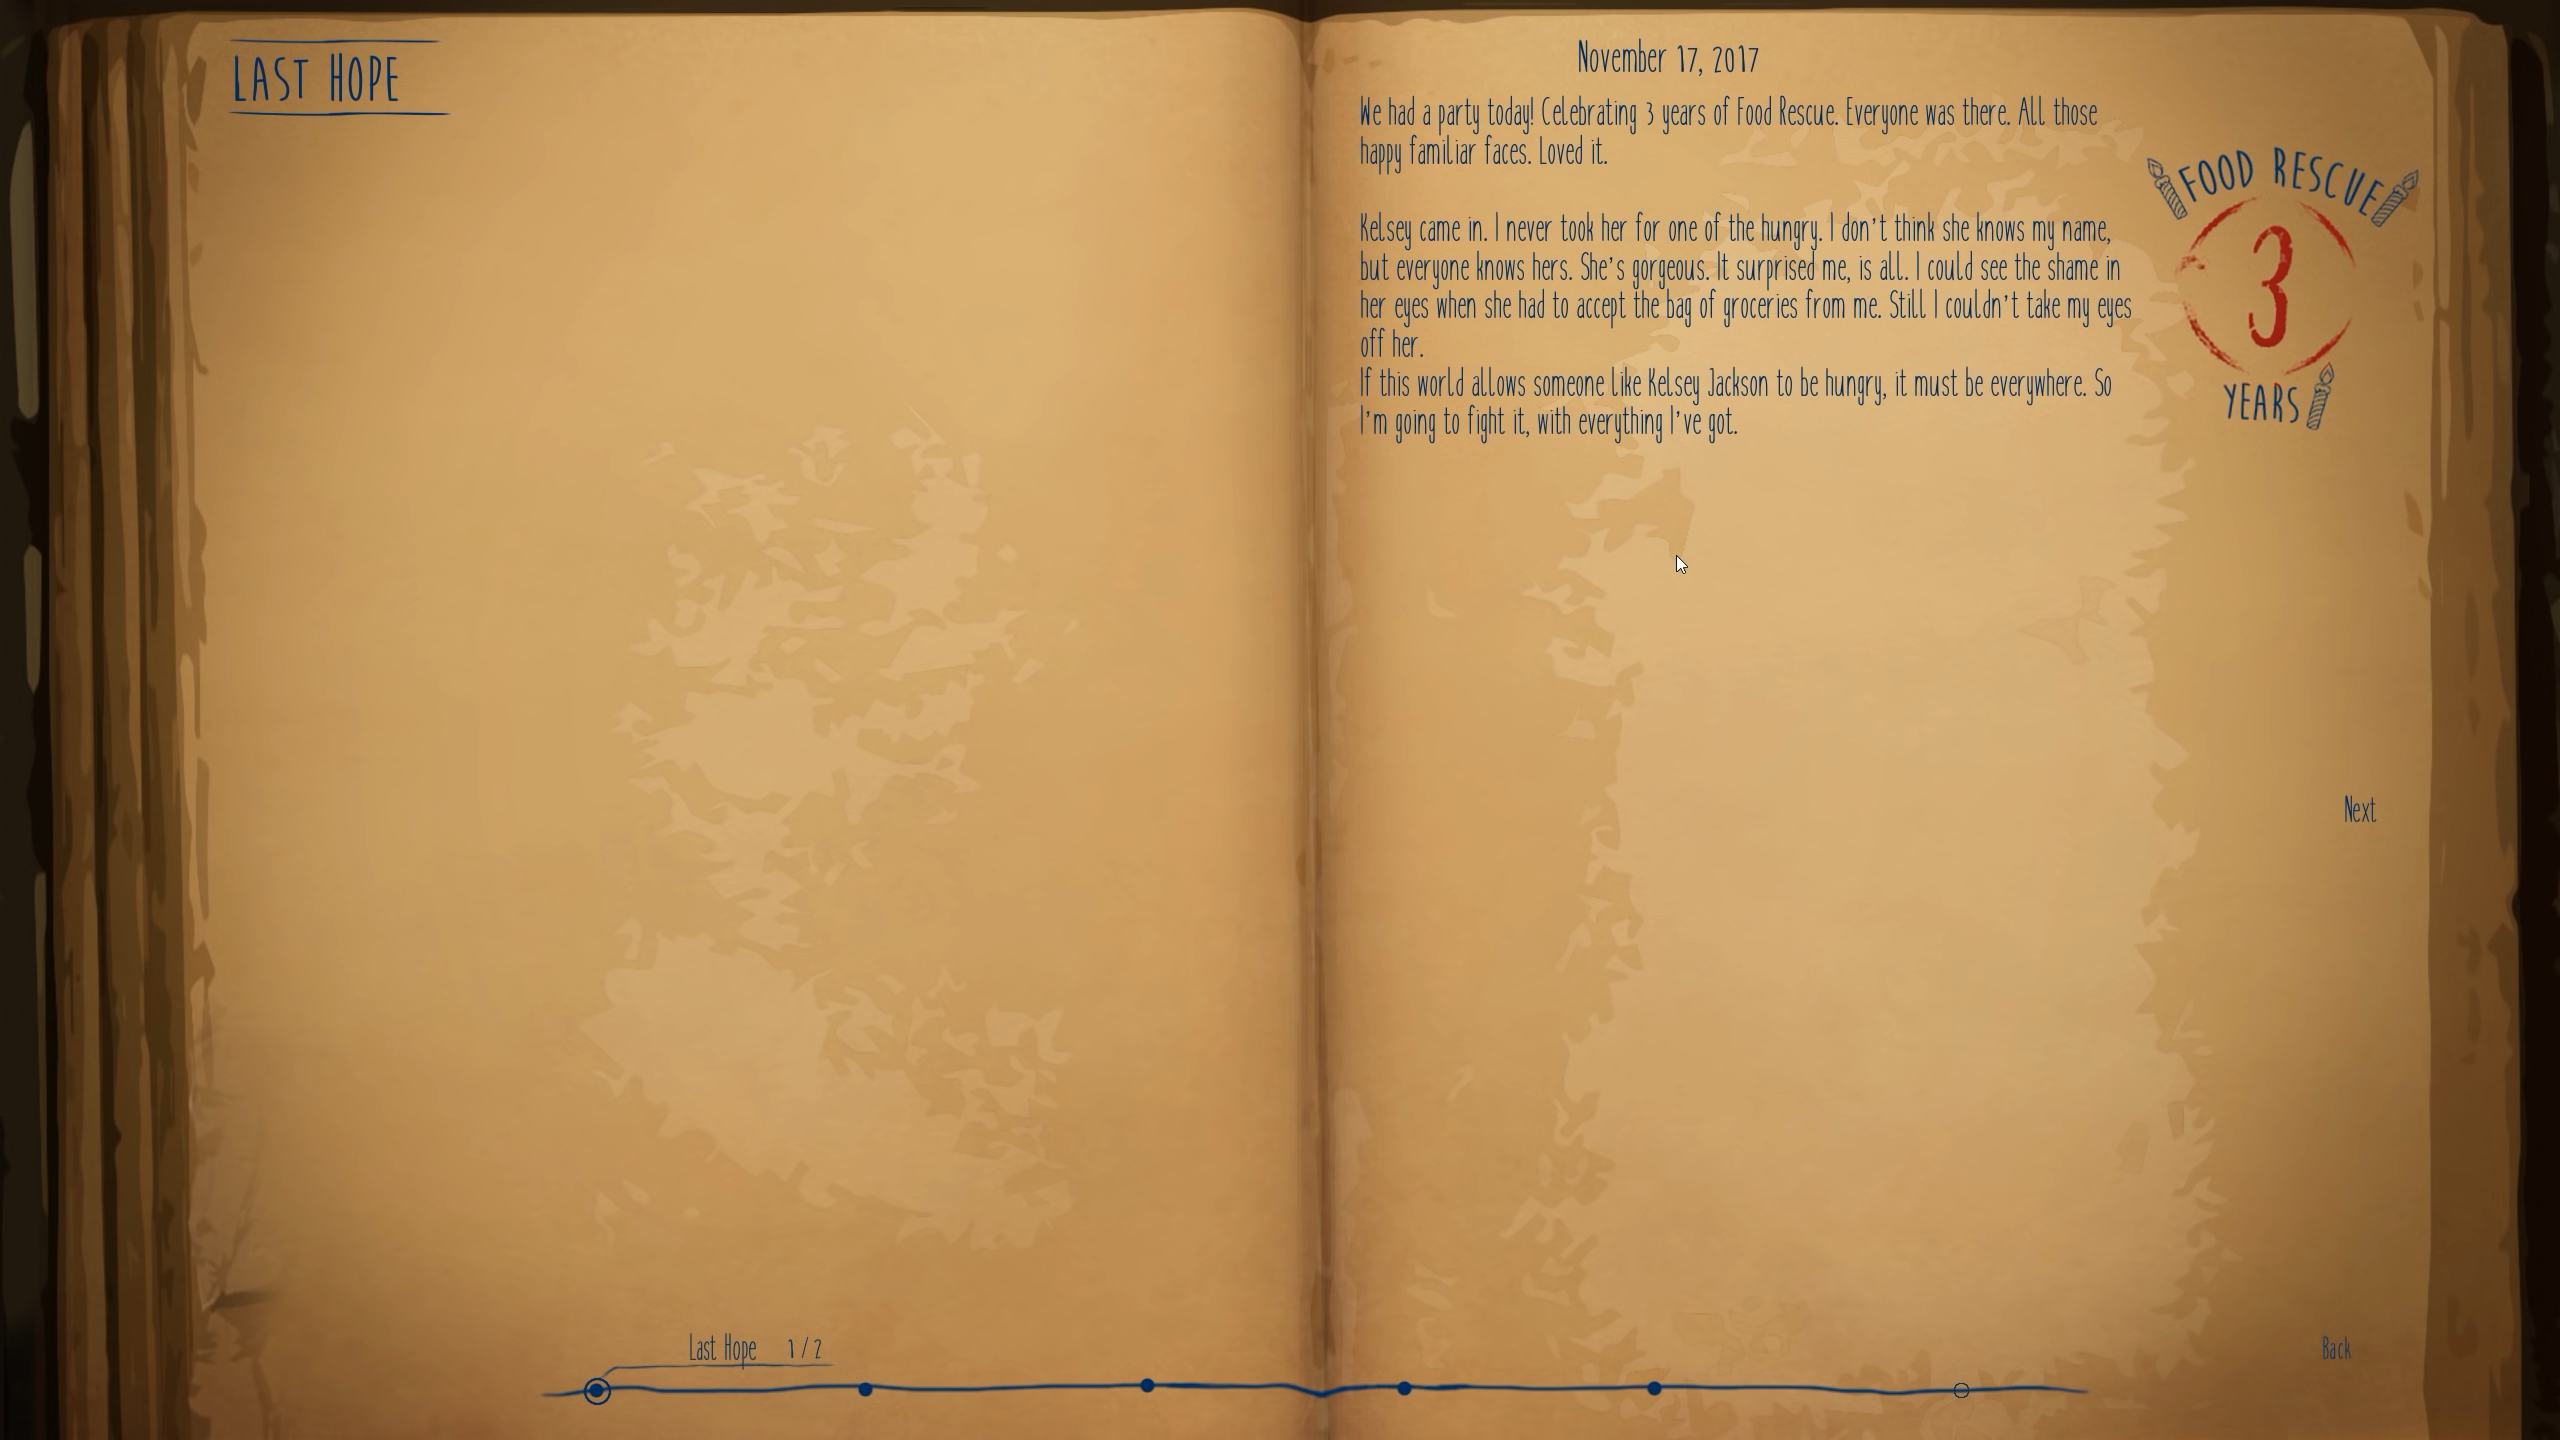 LAST HOPE
November 17, 2017
We had a party today! Celebrating 3 years of Food Rescue. Everyone was there. All those
happy familiar faces. Loved it.
Kelsey came in. I never took her for one of the hungry. I don't think she knows my name,
but everyone knows hers. She's gorgeous. It surprised me, is all. I could see the shame in
her eyes when she had to accept the bag of groceries from me. Still I couldn't take my eyes
off her.
If this world allows someone like Kelsey Jackson to be hungry, it must be everywhere. So
I'm going to fight it, with everything I've got.
FOOD RESCUE
3
YEARS
Next
Last Hope 1 / 2
Back